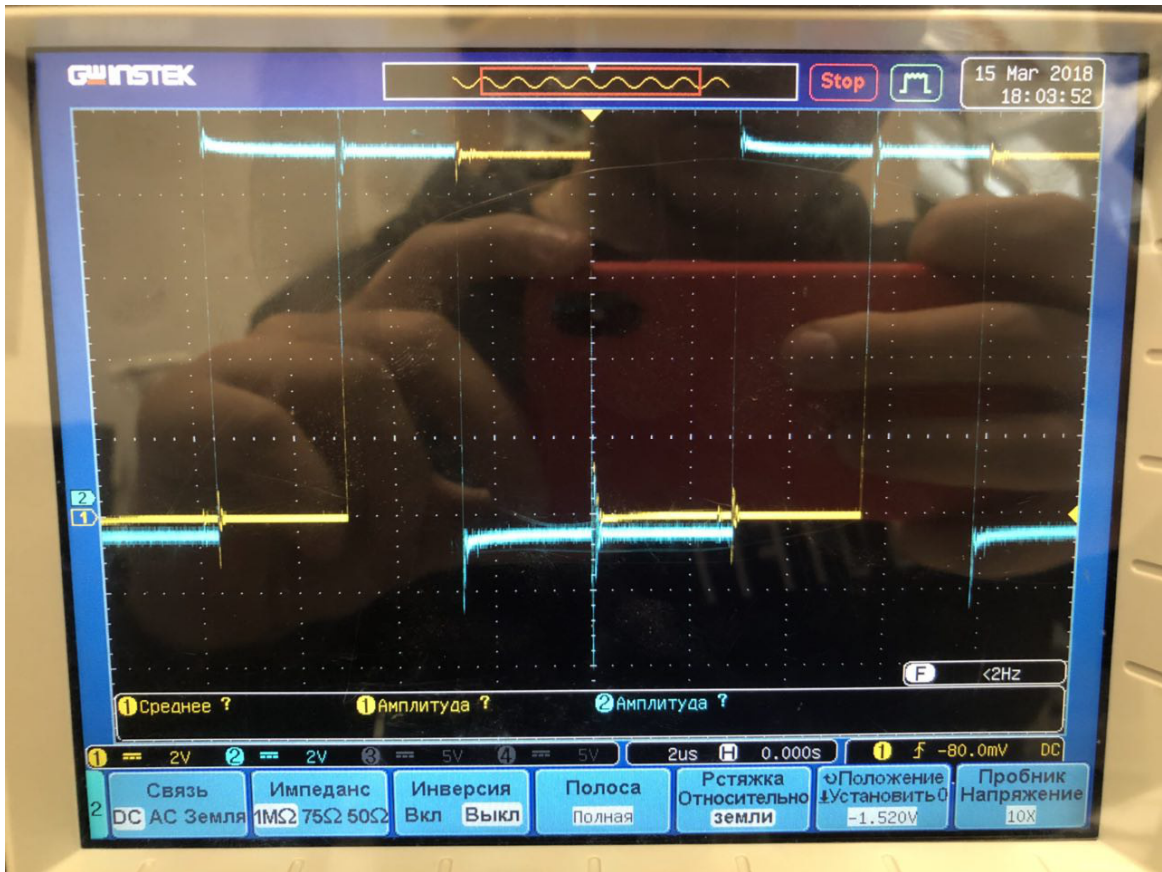 GWINSTEK
Stop
15 Mar 2018
18:03:52
2
1
F <2Hz
1 Среднее ? 1 Амплитуда ? 2 Амплитуда ?
1 2V 2 2V 3 5V 4 5V 2us H 0.000s 1 -80.0mV DC
2
Связь
DC AC Земля
Импеданс
1MΩ 75Ω 50Ω
Инверсия
Вкл Выкл
Полоса
Полная
Рстяжка
Относительно
земли
Положение
Установить 0
-1.520V
Пробник
Напряжение
10X